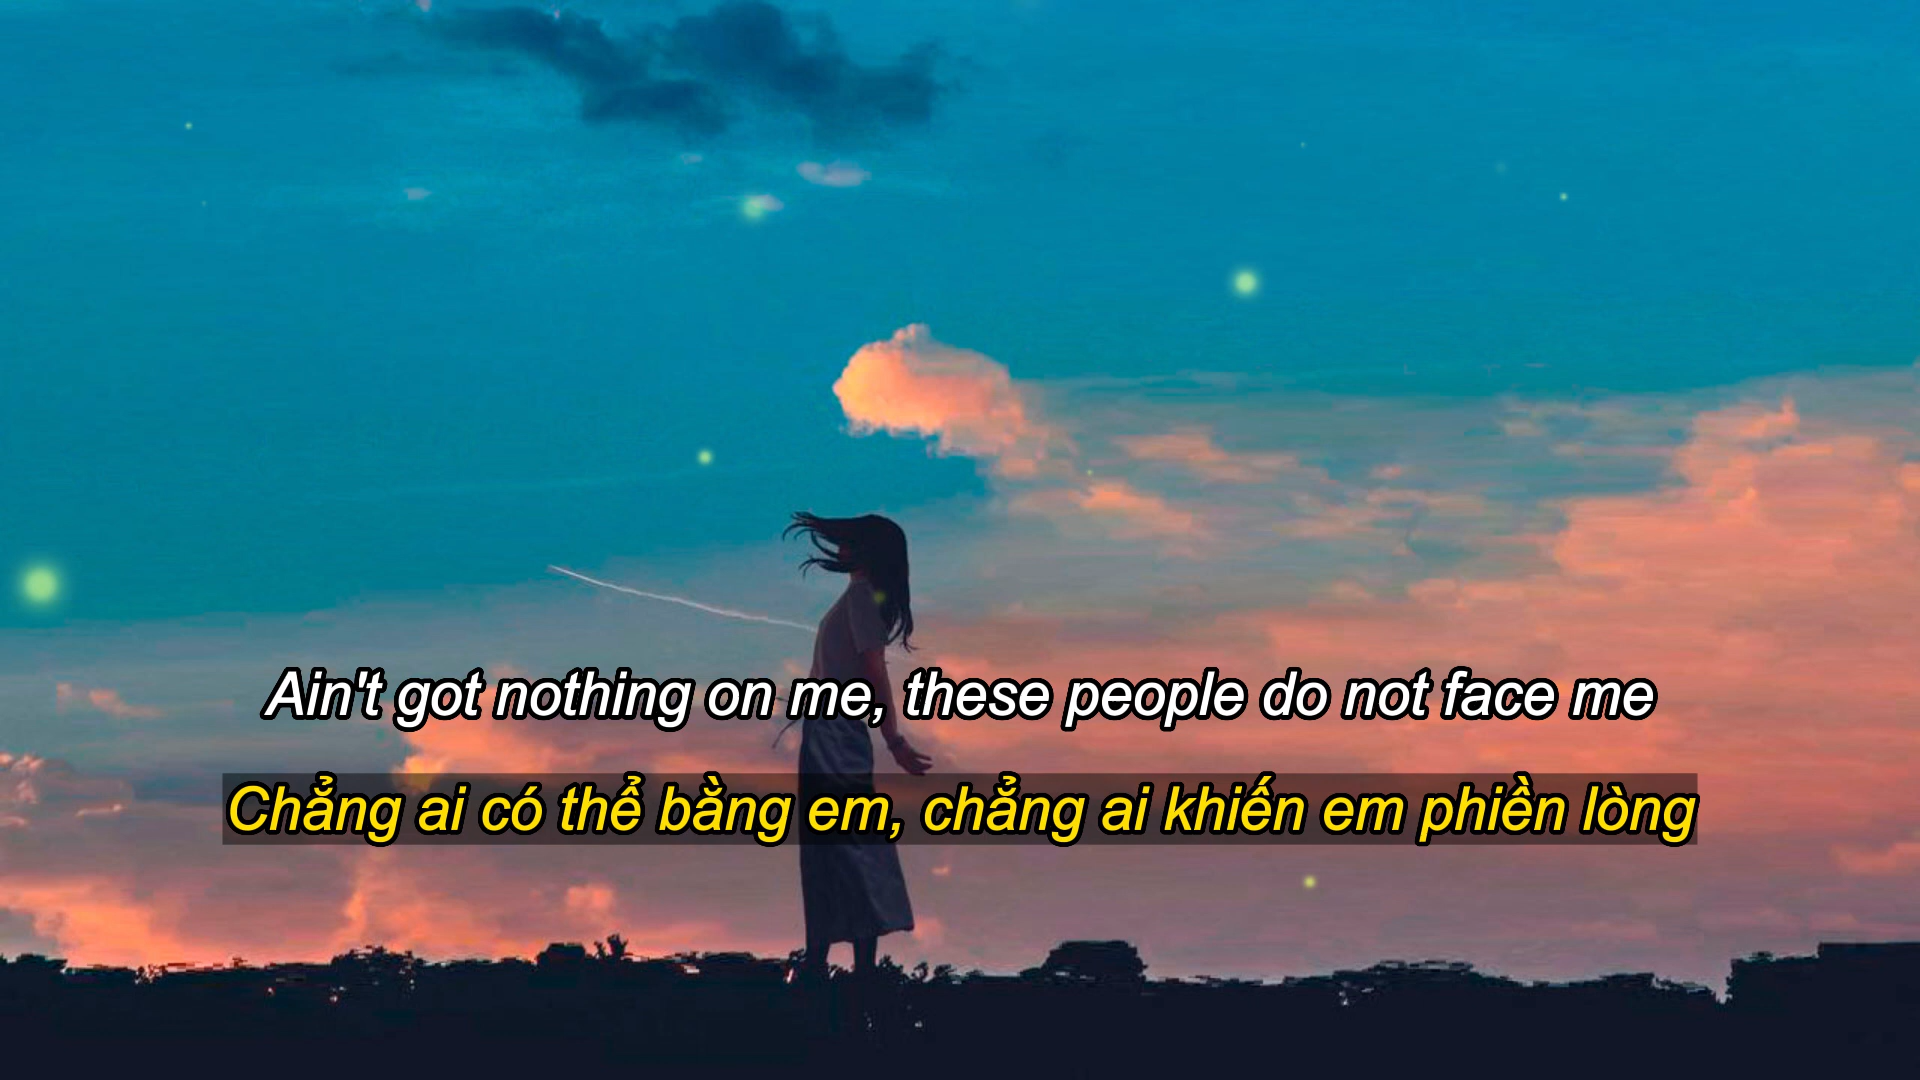 Ain't got nothing on me, these people do not face me
Chẳng ai có thể bằng em, chẳng ai khiến em phiền lòng